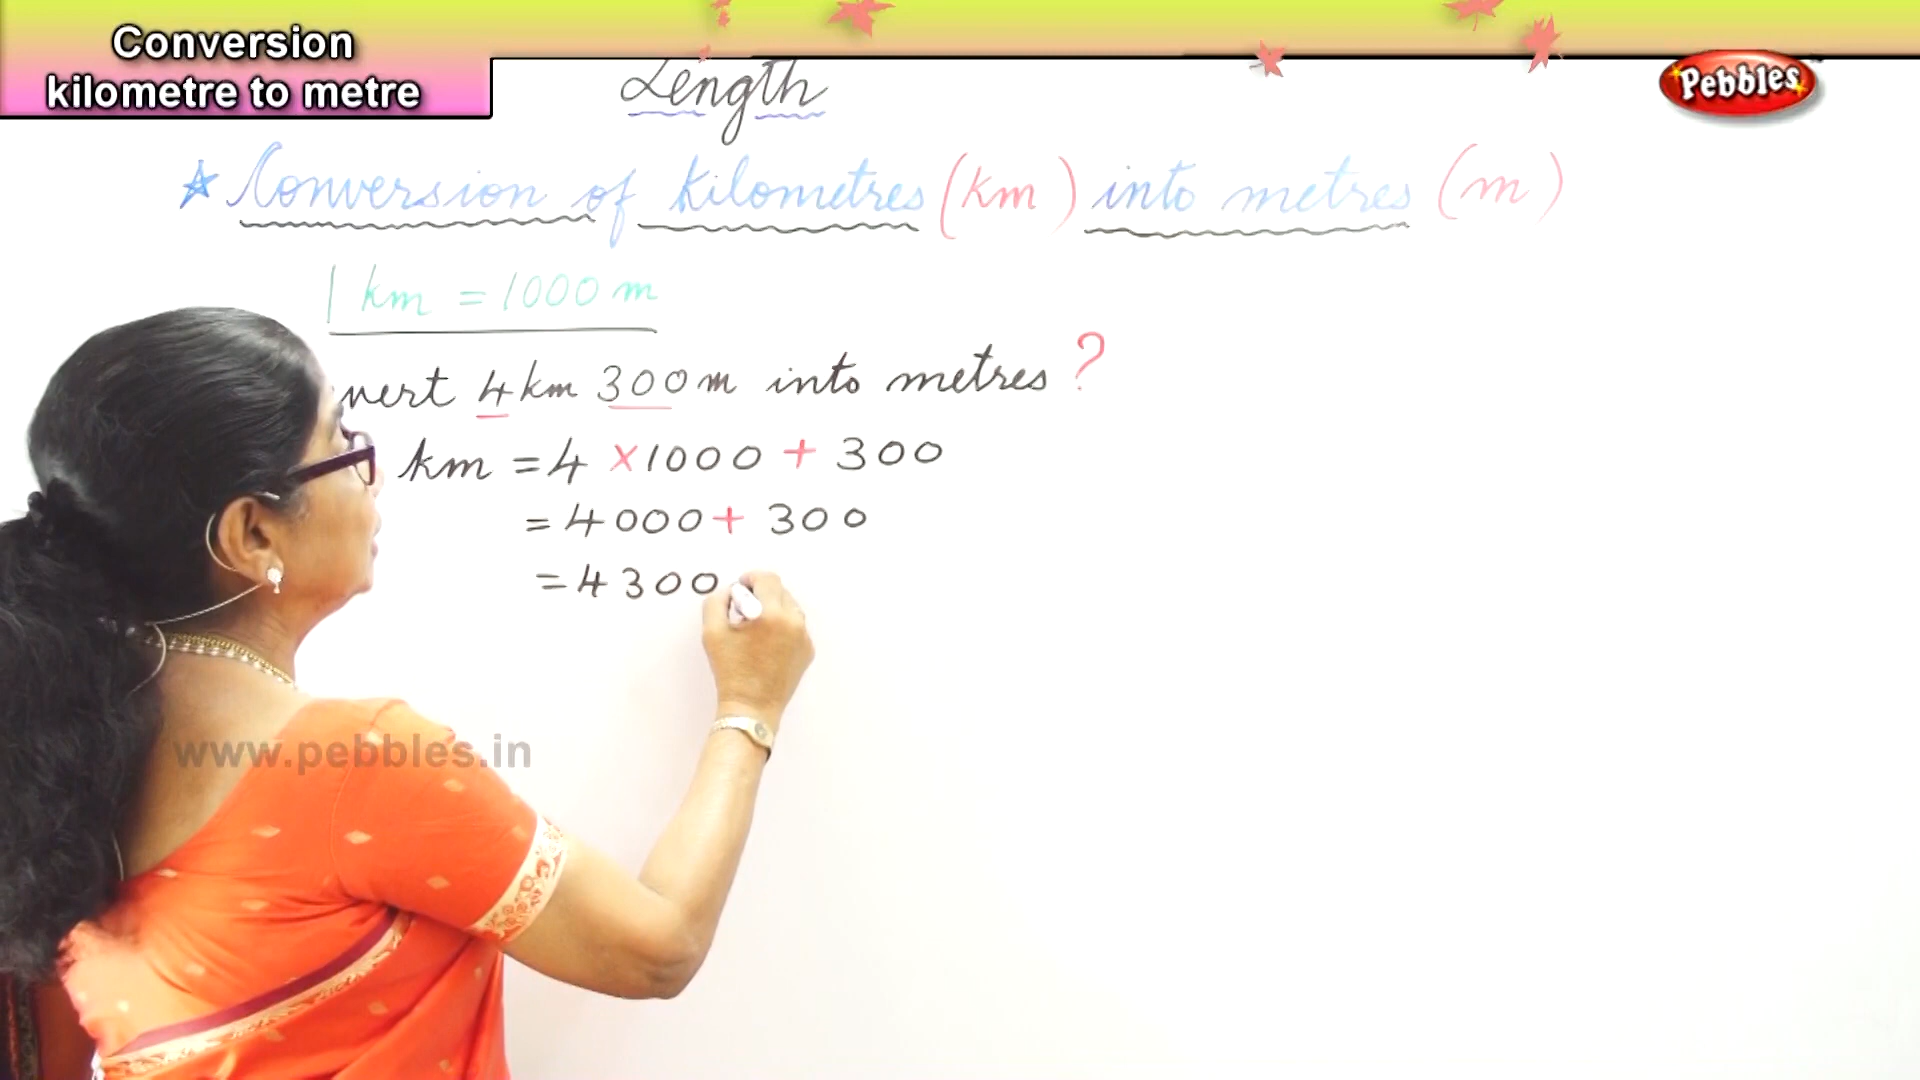 Conversion
kilometre to metre
Pebbles
Length
Conversion of kilometres (km) into metres (m)
1 km = 1000 m
4 km 300 m into metres ?
km = 4 × 1000 + 300
= 4000 + 300
= 4300
www.pebbles.in